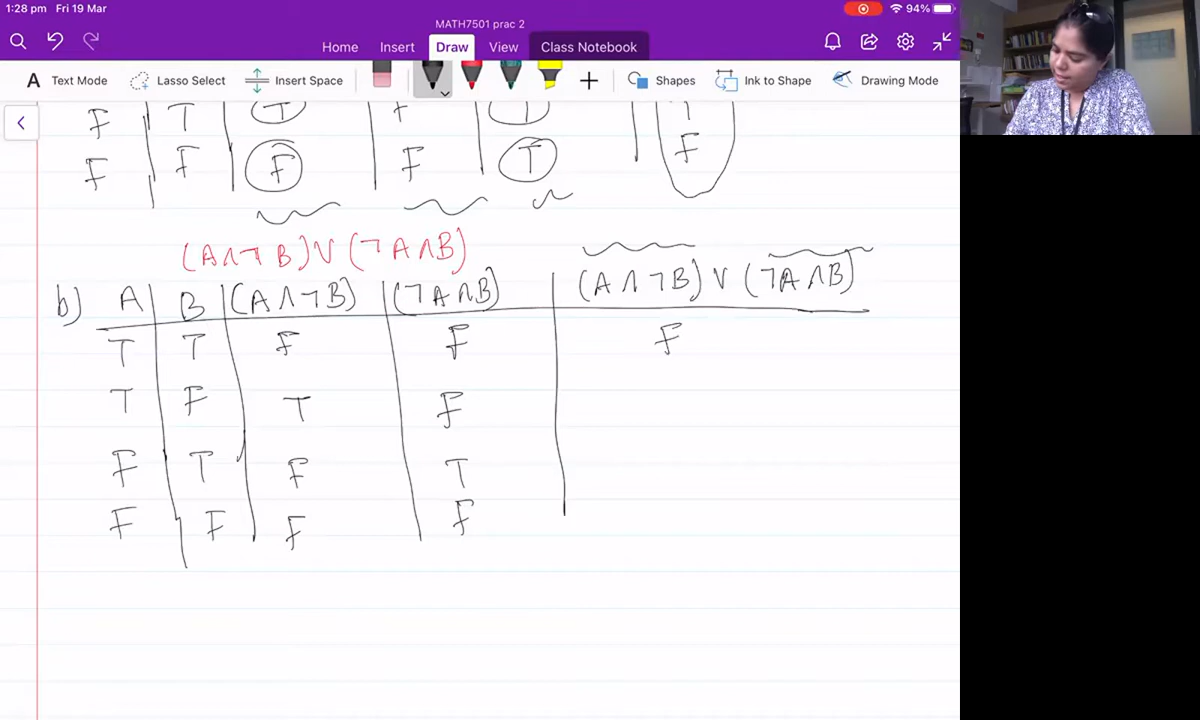 1:28 pm Fri 19 Mar
94%
MATH7501 prac 2
Home Insert Draw View Class Notebook
A Text Mode Lasso Select Insert Space Shapes Ink to Shape Drawing Mode
F T T F T T
F F F F T F
(A∧¬B)∨(¬A∧B)
b) A B (A∧¬B) (¬A∧B) (A∧¬B)∨(¬A∧B)
T T F F F
T F T F
F T F T
F F F F